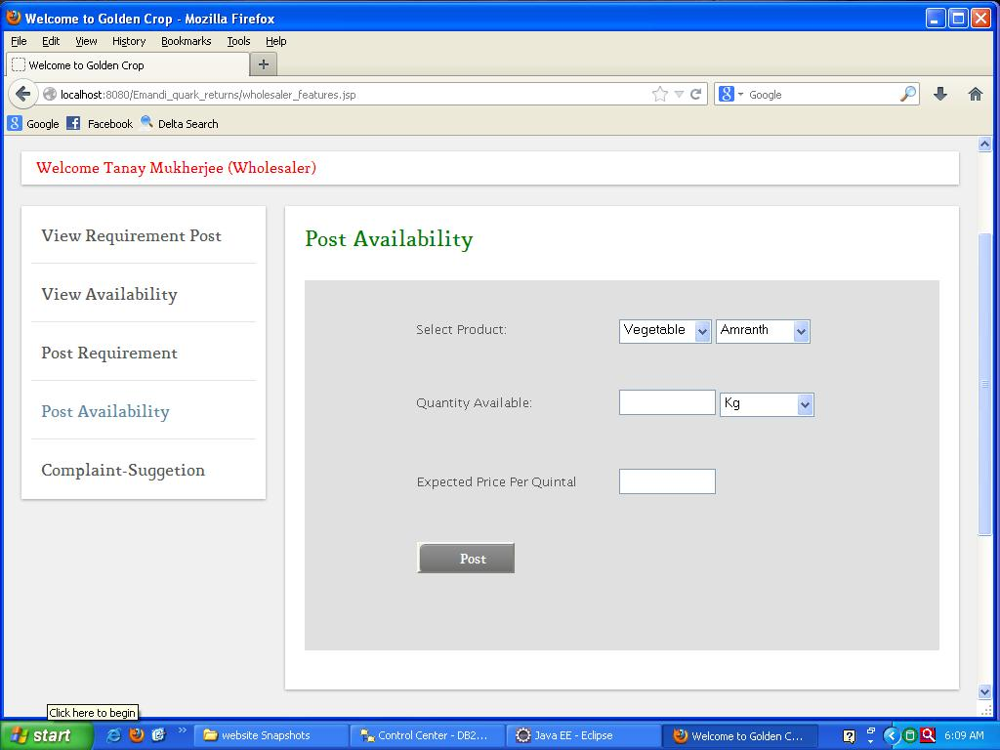 Welcome to Golden Crop - Mozilla Firefox
File Edit View History Bookmarks Tools Help
Welcome to Golden Crop
localhost:8080/Emandi_quark_returns/wholesaler_features.jsp
Google
Google Facebook Delta Search
Welcome Tanay Mukherjee (Wholesaler)
View Requirement Post
View Availability
Post Requirement
Post Availability
Complaint-Suggetion
Post Availability
Select Product: Vegetable Amranth
Quantity Available: Kg
Expected Price Per Quintal
Post
Click here to begin
start website Snapshots Control Center - DB2... Java EE - Eclipse Welcome to Golden C... 6:09 AM